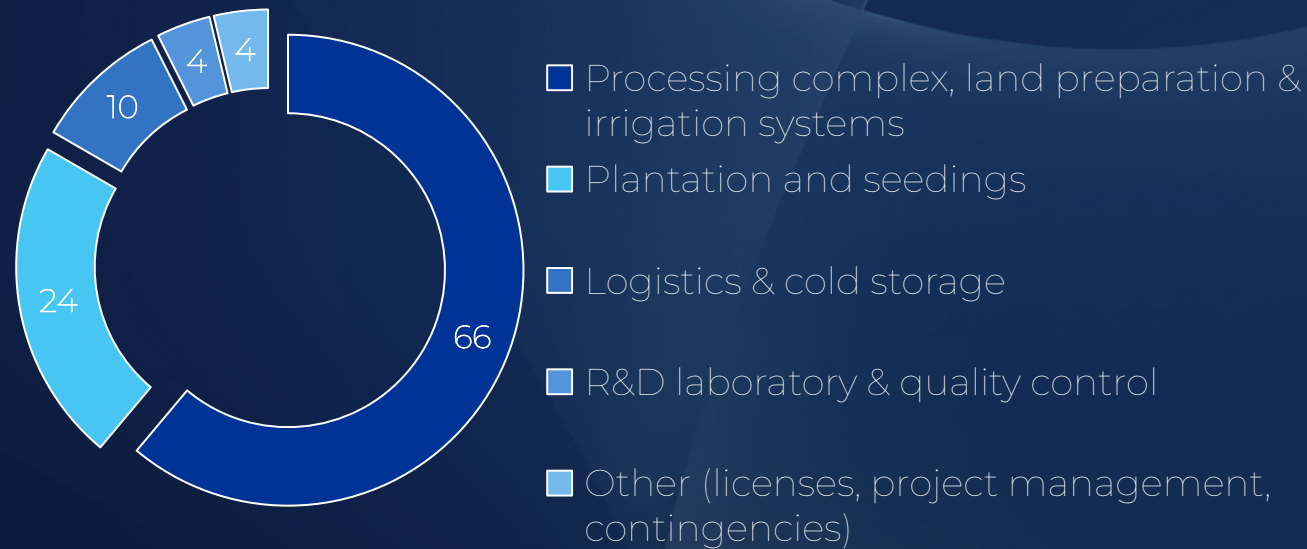 4
4
10
24
66
Processing complex, land preparation &
irrigation systems
Plantation and seedings
Logistics & cold storage
R&D laboratory & quality control
Other (licenses, project management,
contingencies)